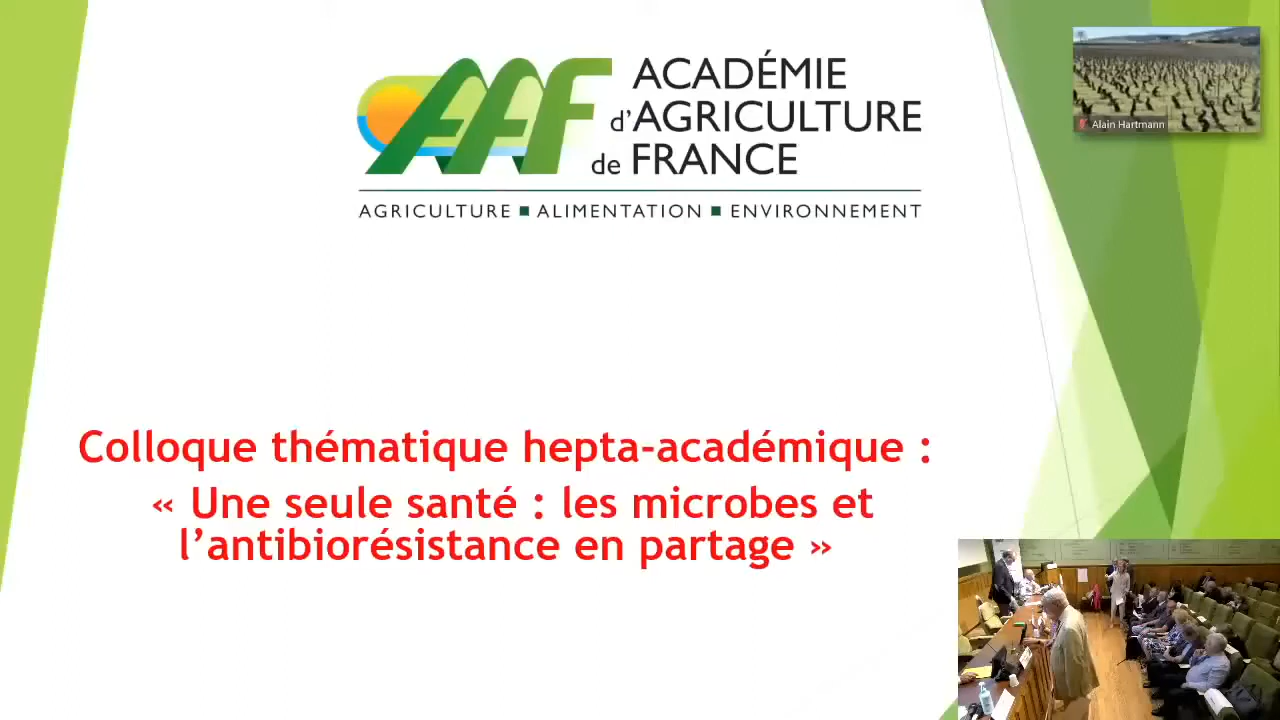 AAF
ACADÉMIE
d'AGRICULTURE
de FRANCE
AGRICULTURE ■ ALIMENTATION ■ ENVIRONNEMENT
Alain Hartmann
Colloque thématique hepta-académique :
« Une seule santé : les microbes et
l’antibiorésistance en partage »